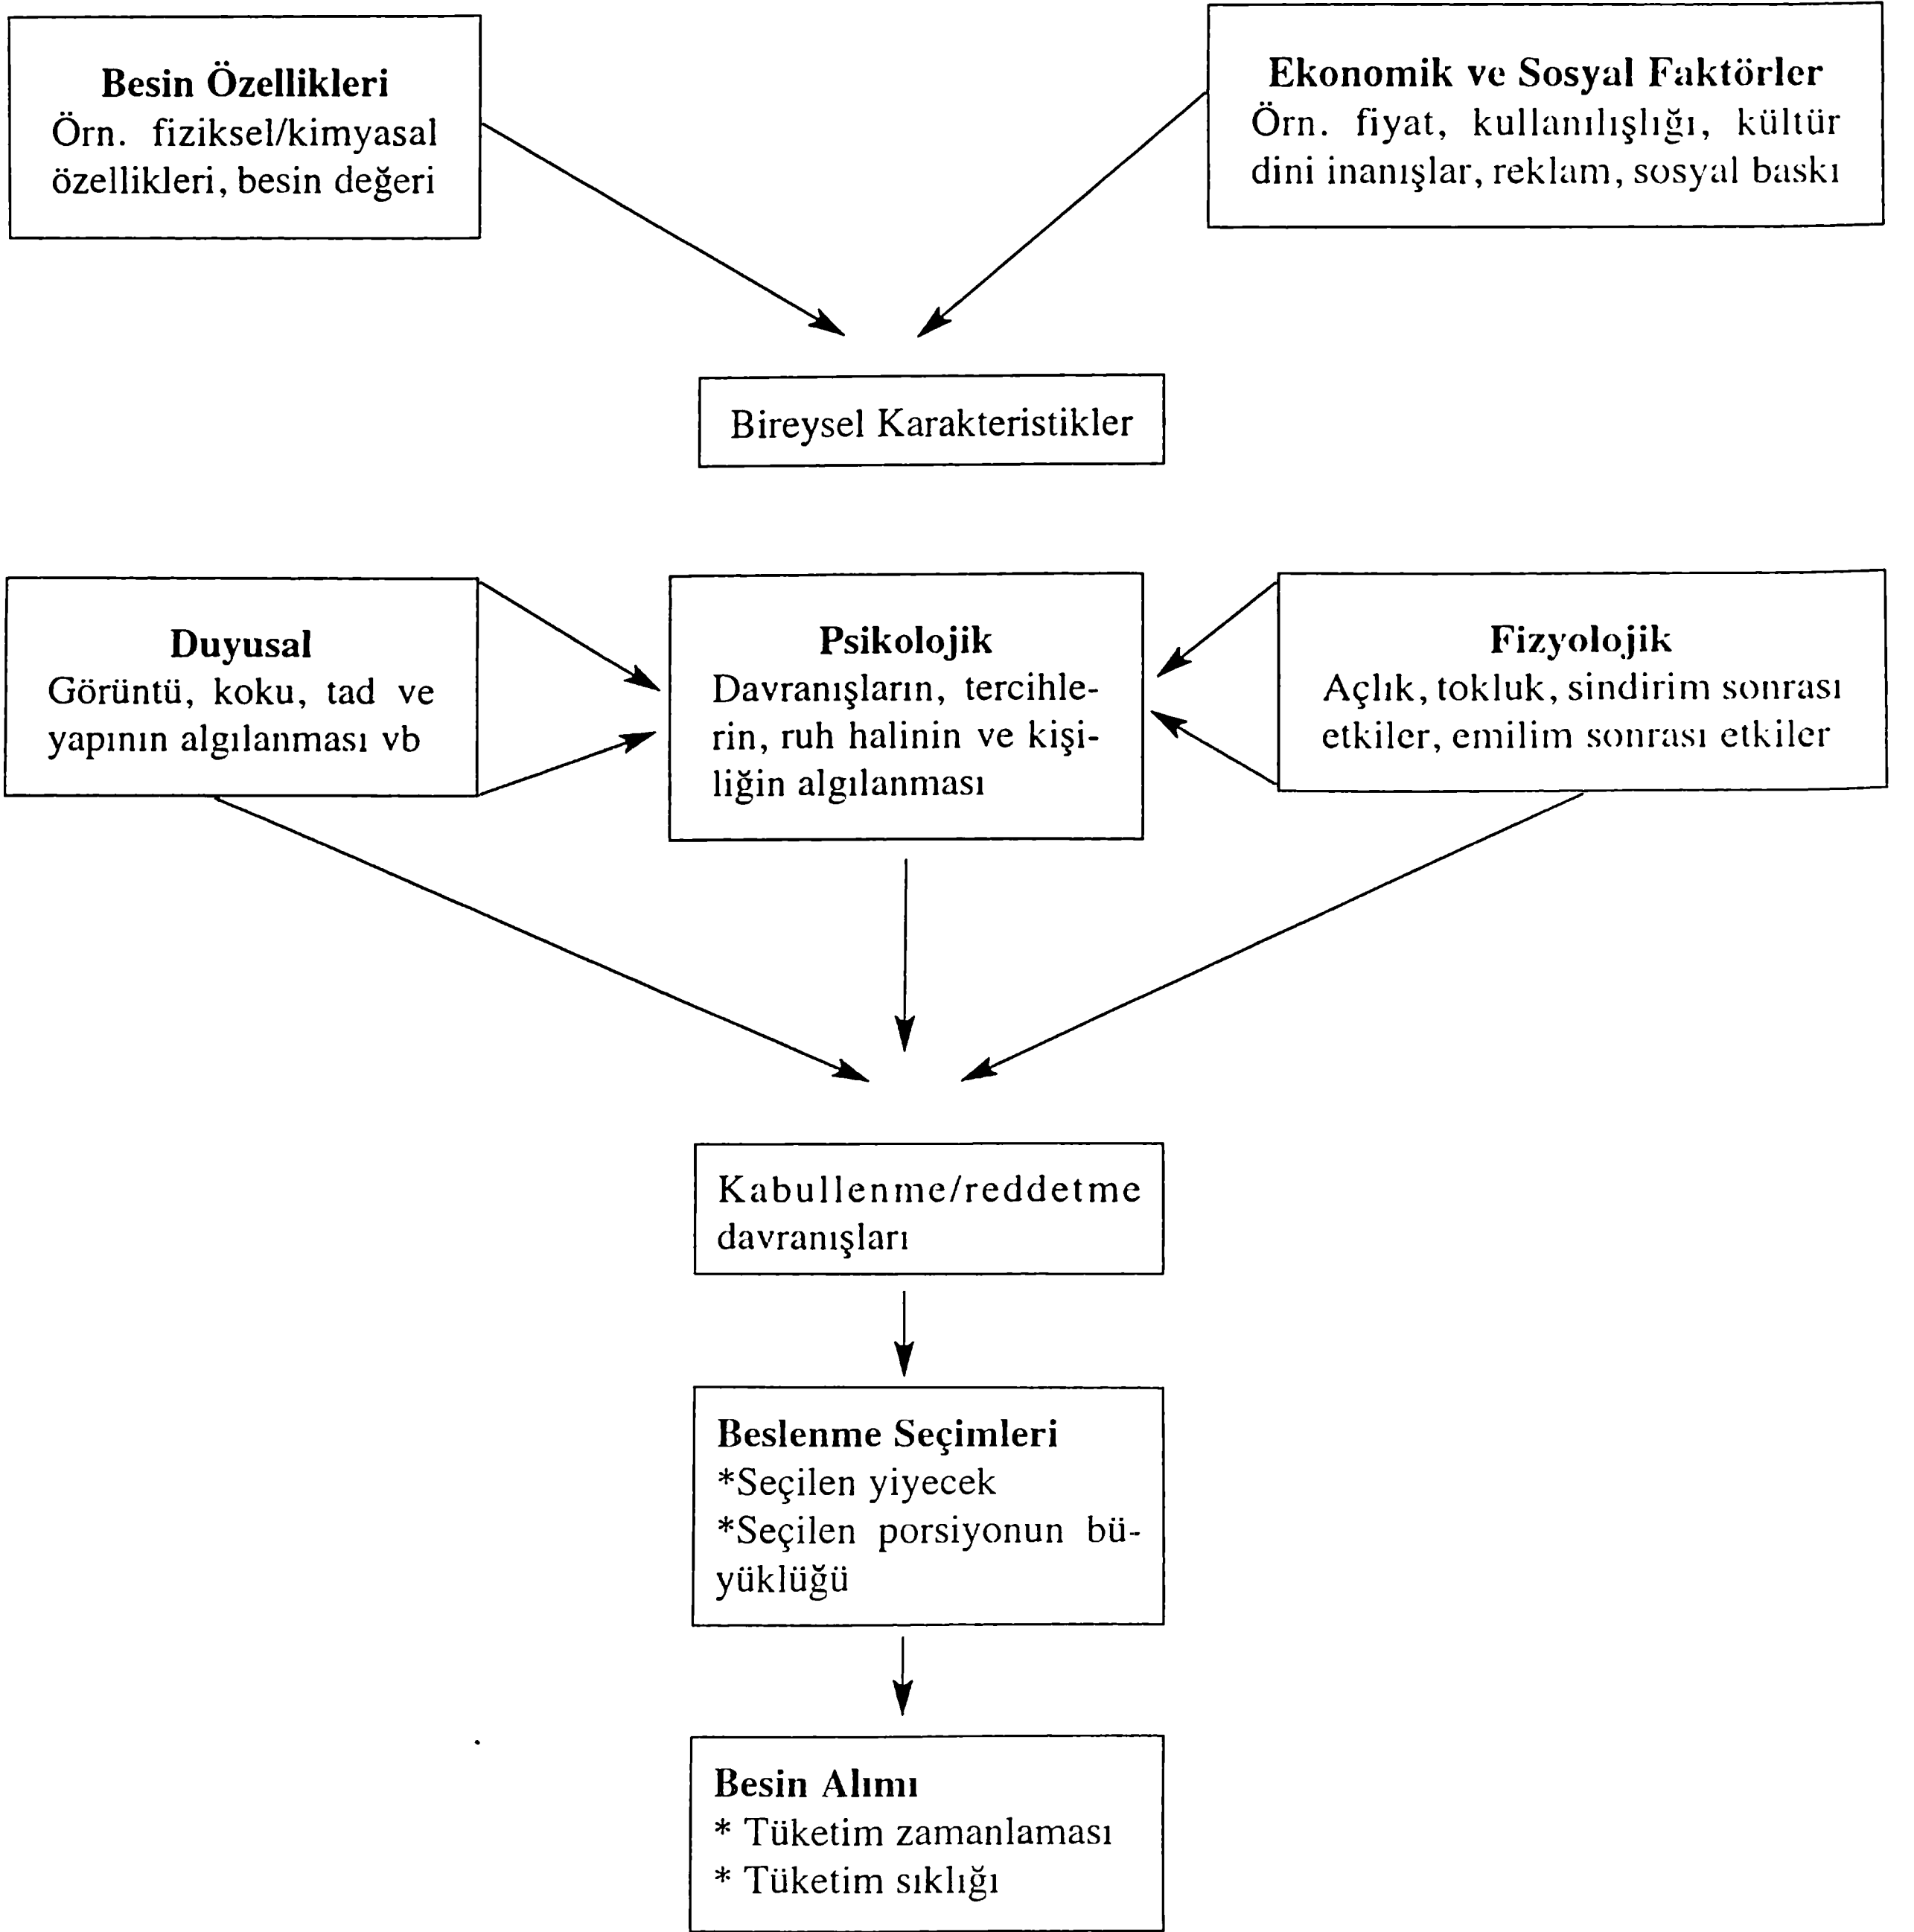 Besin Özellikleri
Örn. fiziksel/kimyasal
özellikleri, besin değeri
Ekonomik ve Sosyal Faktörler
Örn. fiyat, kullanılışlığı, kültür
dini inanışlar, reklam, sosyal baskı
Bireysel Karakteristikler
Duyusal
Görüntü, koku, tad ve
yapının algılanması vb
Psikolojik
Davranışların, tercihle-
rin, ruh halinin ve kişi-
liğin algılanması
Fizyolojik
Açlık, tokluk, sindirim sonrası
etkiler, emilim sonrası etkiler
Kabullenme/reddetme
davranışları
Beslenme Seçimleri
*Seçilen yiyecek
*Seçilen porsiyonun bü-
yüklüğü
Besin Alımı
* Tüketim zamanlaması
* Tüketim sıklığı